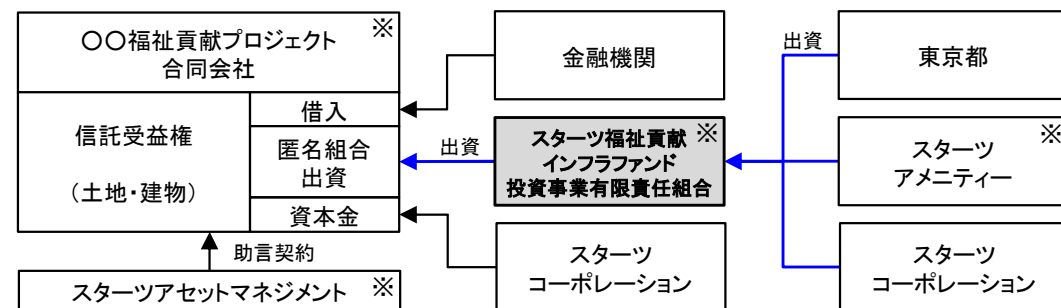 〇〇福祉貢献プロジェクト ※
合同会社
信託受益権
(土地・建物)
借入
匿名組合
出資
資本金
助言契約
スターツアセットマネジメント ※
金融機関
出資
スターツ福祉貢献 ※
インフラファンド
投資事業有限責任組合
スターツ
コーポレーション
出資
東京都
スターツ ※
アメニティー
スターツ
コーポレーション